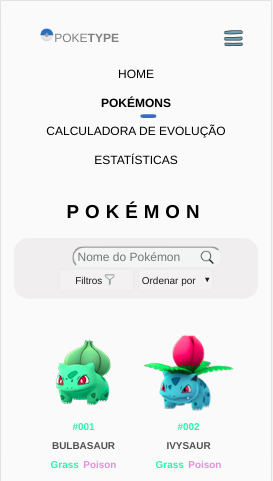 POKETYPE
HOME
POKÉMONS
CALCULADORA DE EVOLUÇÃO
ESTATÍSTICAS
POKÉMON
Nome do Pokémon
Filtros Ordenar por
#001 #002
BULBASAUR IVYSAUR
Grass Poison Grass Poison